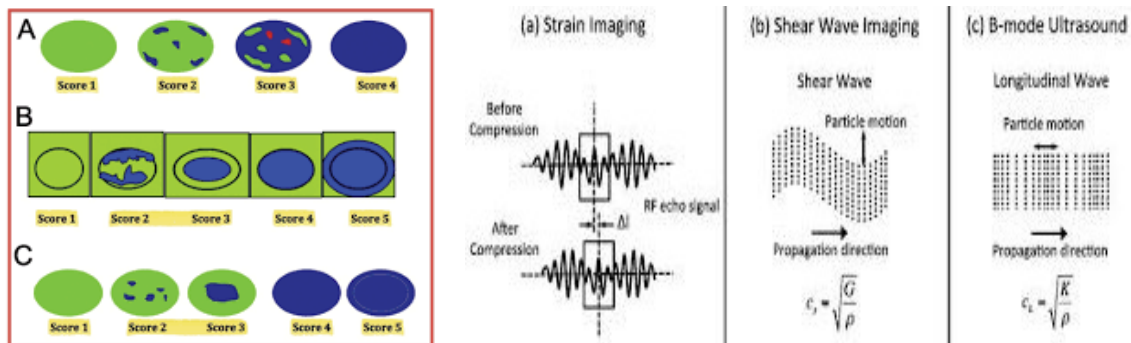 A
Score 1 Score 2 Score 3 Score 4
B
Score 1 Score 2 Score 3 Score 4 Score 5
C
Score 1 Score 2 Score 3 Score 4 Score 5
(a) Strain Imaging
Before
Compression
RF echo signal
Δl
After
Compression
(b) Shear Wave Imaging
Shear Wave
Particle motion
Propagation direction
(c) B-mode Ultrasound
Longitudinal Wave
Particle motion
Propagation direction
c_L = √(K/ρ)